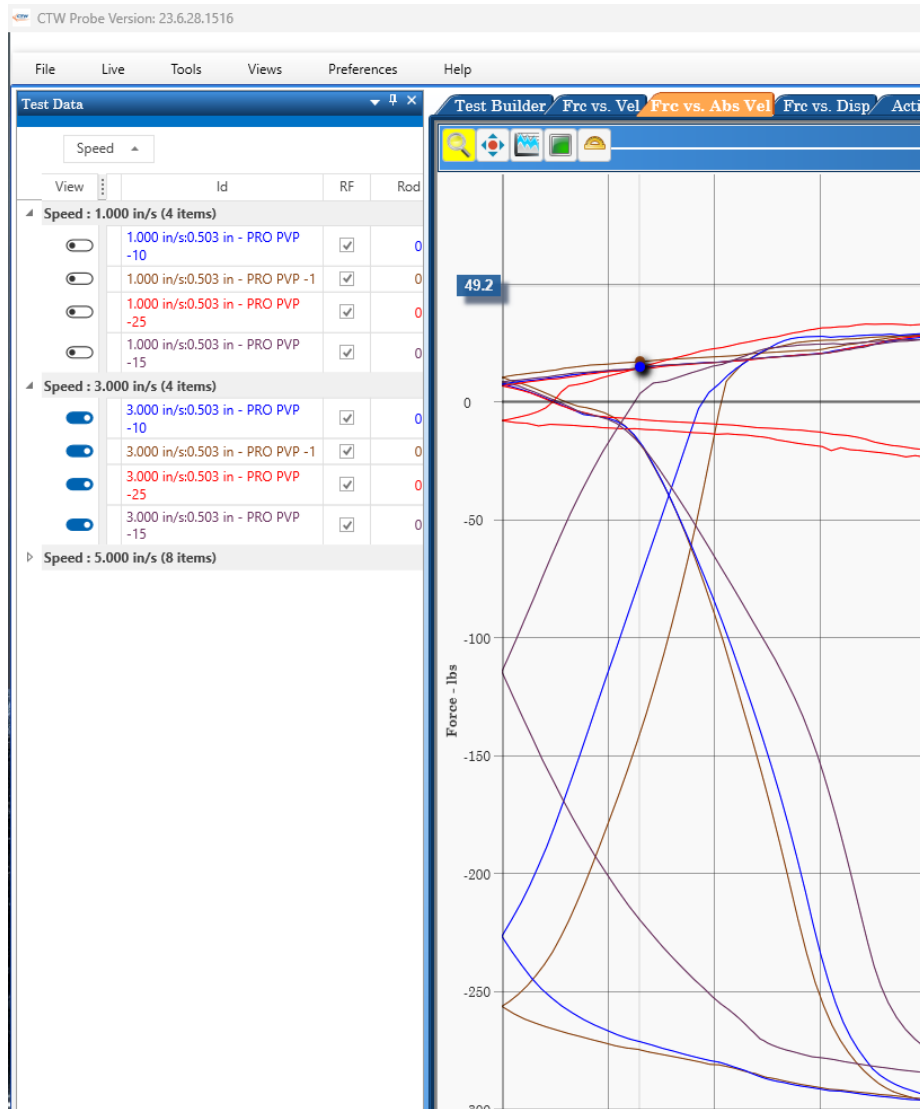 CTW Probe Version: 23.6.28.1516
File Live Tools Views Preferences Help
Test Data
Test Builder Frc vs. Vel Frc vs. Abs Vel Frc vs. Disp Acti
Speed
View Id RF Rod
Speed : 1.000 in/s (4 items)
1.000 in/s:0.503 in - PRO PVP
-10
0
1.000 in/s:0.503 in - PRO PVP -1
0
1.000 in/s:0.503 in - PRO PVP
-25
0
1.000 in/s:0.503 in - PRO PVP
-15
0
Speed : 3.000 in/s (4 items)
3.000 in/s:0.503 in - PRO PVP
-10
0
3.000 in/s:0.503 in - PRO PVP -1
0
3.000 in/s:0.503 in - PRO PVP
-25
0
3.000 in/s:0.503 in - PRO PVP
-15
0
Speed : 5.000 in/s (8 items)
49.2
0
-50
-100
-150
-200
-250
-300
Force - lbs